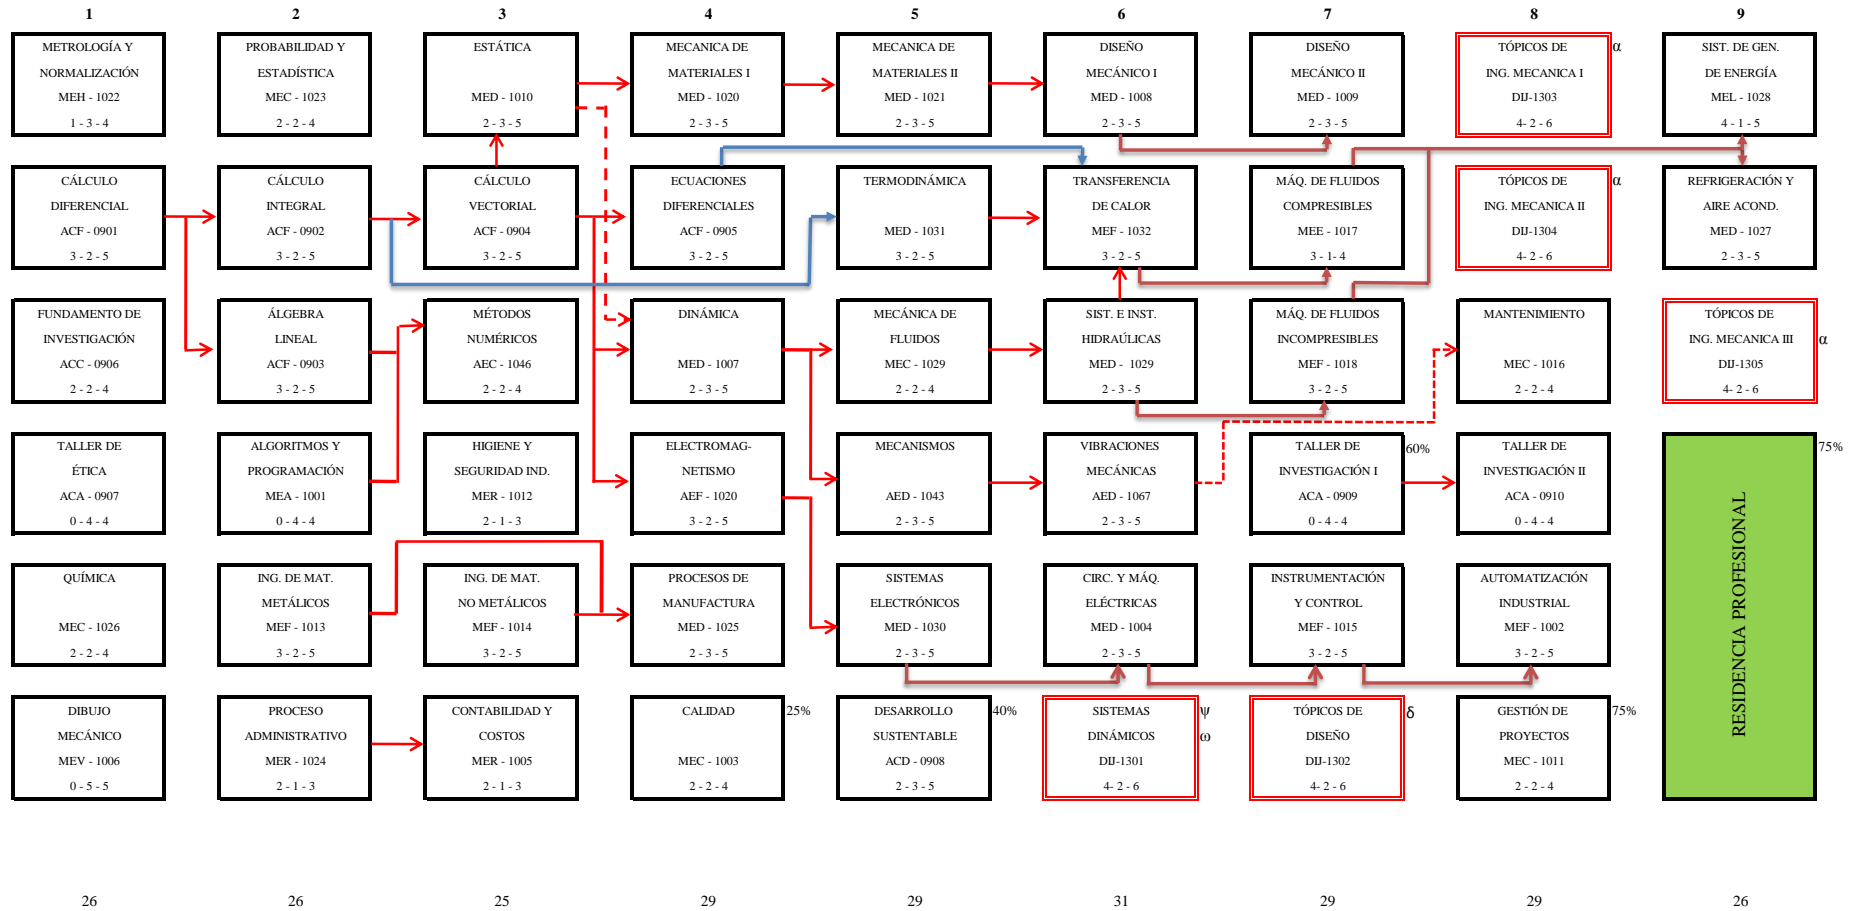 1
2
3
4
5
6
7
8
9
METROLOGÍA Y
NORMALIZACIÓN
MEH - 1022
1 - 3 - 4
PROBABILIDAD Y
ESTADÍSTICA
MEC - 1023
2 - 2 - 4
ESTÁTICA
MED - 1010
2 - 3 - 5
MECANICA DE
MATERIALES I
MED - 1020
2 - 3 - 5
MECANICA DE
MATERIALES II
MED - 1021
2 - 3 - 5
DISEÑO
MECÁNICO I
MED - 1008
2 - 3 - 5
DISEÑO
MECÁNICO II
MED - 1009
2 - 3 - 5
TÓPICOS DE
ING. MECANICA I
DIJ-1303
4- 2 - 6
α
SIST. DE GEN.
DE ENERGÍA
MEL - 1028
4 - 1 - 5
CÁLCULO
DIFERENCIAL
ACF - 0901
3 - 2 - 5
CÁLCULO
INTEGRAL
ACF - 0902
3 - 2 - 5
CÁLCULO
VECTORIAL
ACF - 0904
3 - 2 - 5
ECUACIONES
DIFERENCIALES
ACF - 0905
3 - 2 - 5
TERMODINÁMICA
MED - 1031
3 - 2 - 5
TRANSFERENCIA
DE CALOR
MEF - 1032
3 - 2 - 5
MÁQ. DE FLUIDOS
COMPRESIBLES
MEE - 1017
3 - 1- 4
TÓPICOS DE
ING. MECANICA II
DIJ-1304
4- 2 - 6
α
REFRIGERACIÓN Y
AIRE ACOND.
MED - 1027
2 - 3 - 5
FUNDAMENTO DE
INVESTIGACIÓN
ACC - 0906
2 - 2 - 4
ÁLGEBRA
LINEAL
ACF - 0903
3 - 2 - 5
MÉTODOS
NUMÉRICOS
AEC - 1046
2 - 2 - 4
DINÁMICA
MED - 1007
2 - 3 - 5
MECÁNICA DE
FLUIDOS
MEC - 1029
2 - 2 - 4
SIST. E INST.
HIDRAÚLICAS
MED - 1029
2 - 3 - 5
MÁQ. DE FLUIDOS
INCOMPRESIBLES
MEF - 1018
3 - 2 - 5
MANTENIMIENTO
MEC - 1016
2 - 2 - 4
TÓPICOS DE
ING. MECANICA III
DIJ-1305
4- 2 - 6
α
TALLER DE
ÉTICA
ACA - 0907
0 - 4 - 4
ALGORITMOS Y
PROGRAMACIÓN
MEA - 1001
0 - 4 - 4
HIGIENE Y
SEGURIDAD IND.
MER - 1012
2 - 1 - 3
ELECTROMAG-
NETISMO
AEF - 1020
3 - 2 - 5
MECANISMOS
AED - 1043
2 - 3 - 5
VIBRACIONES
MECÁNICAS
AED - 1067
2 - 3 - 5
TALLER DE
INVESTIGACIÓN I
ACA - 0909
0 - 4 - 4
60%
TALLER DE
INVESTIGACIÓN II
ACA - 0910
0 - 4 - 4
RESIDENCIA PROFESIONAL
75%
QUÍMICA
MEC - 1026
2 - 2 - 4
ING. DE MAT.
METÁLICOS
MEF - 1013
3 - 2 - 5
ING. DE MAT.
NO METÁLICOS
MEF - 1014
3 - 2 - 5
PROCESOS DE
MANUFACTURA
MED - 1025
2 - 3 - 5
SISTEMAS
ELECTRÓNICOS
MED - 1030
2 - 3 - 5
CIRC. Y MÁQ.
ELÉCTRICAS
MED - 1004
2 - 3 - 5
INSTRUMENTACIÓN
Y CONTROL
MEF - 1015
3 - 2 - 5
AUTOMATIZACIÓN
INDUSTRIAL
MEF - 1002
3 - 2 - 5
DIBUJO
MECÁNICO
MEV - 1006
0 - 5 - 5
PROCESO
ADMINISTRATIVO
MER - 1024
2 - 1 - 3
CONTABILIDAD Y
COSTOS
MER - 1005
2 - 1 - 3
CALIDAD
MEC - 1003
2 - 2 - 4
25%
DESARROLLO
SUSTENTABLE
ACD - 0908
2 - 3 - 5
40%
SISTEMAS
DINÁMICOS
DIJ-1301
4- 2 - 6
ψ
ω
TÓPICOS DE
DISEÑO
DIJ-1302
4- 2 - 6
δ
GESTIÓN DE
PROYECTOS
MEC - 1011
2 - 2 - 4
75%
26
26
25
29
29
31
29
29
26